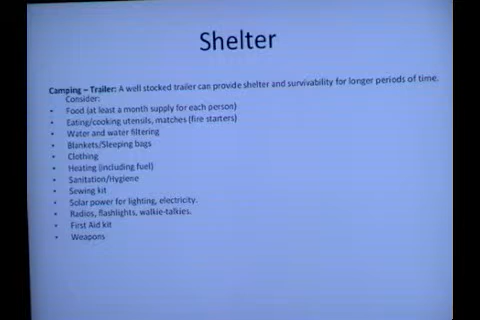 Shelter
Camping – Trailer: A well stocked trailer can provide shelter and survivability for longer periods of time.
Consider:
• Food (at least a month supply for each person)
• Eating/cooking utensils, matches (fire starters)
• Water and water filtering
• Blankets/Sleeping bags
• Clothing
• Heating (including fuel)
• Sanitation/Hygiene
• Sewing kit
• Solar power for lighting, electricity.
• Radios, flashlights, walkie-talkies.
• First Aid kit
• Weapons